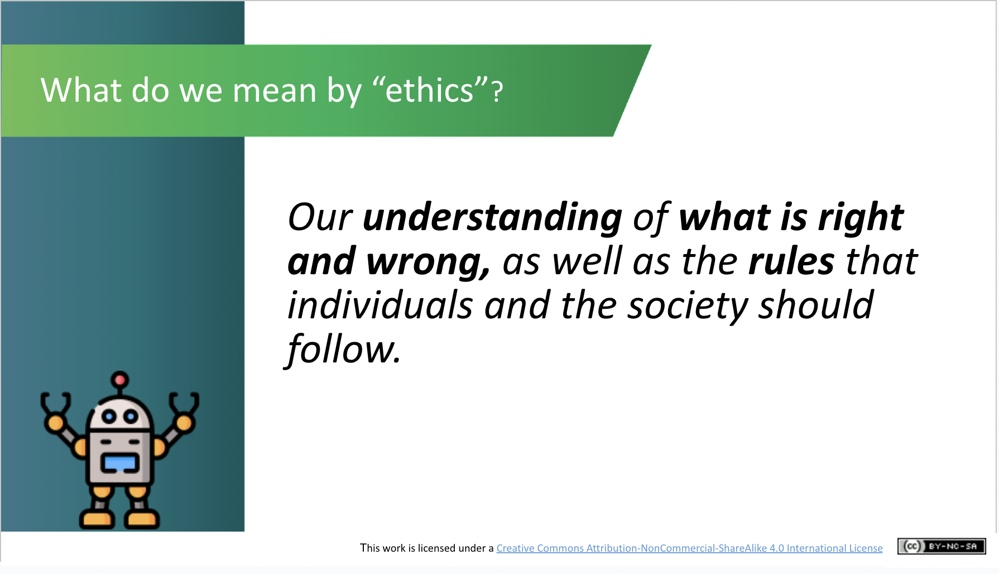 What do we mean by “ethics”?
Our understanding of what is right
and wrong, as well as the rules that
individuals and the society should
follow.
This work is licensed under a Creative Commons Attribution-NonCommercial-ShareAlike 4.0 International License
cc BY-NC-SA